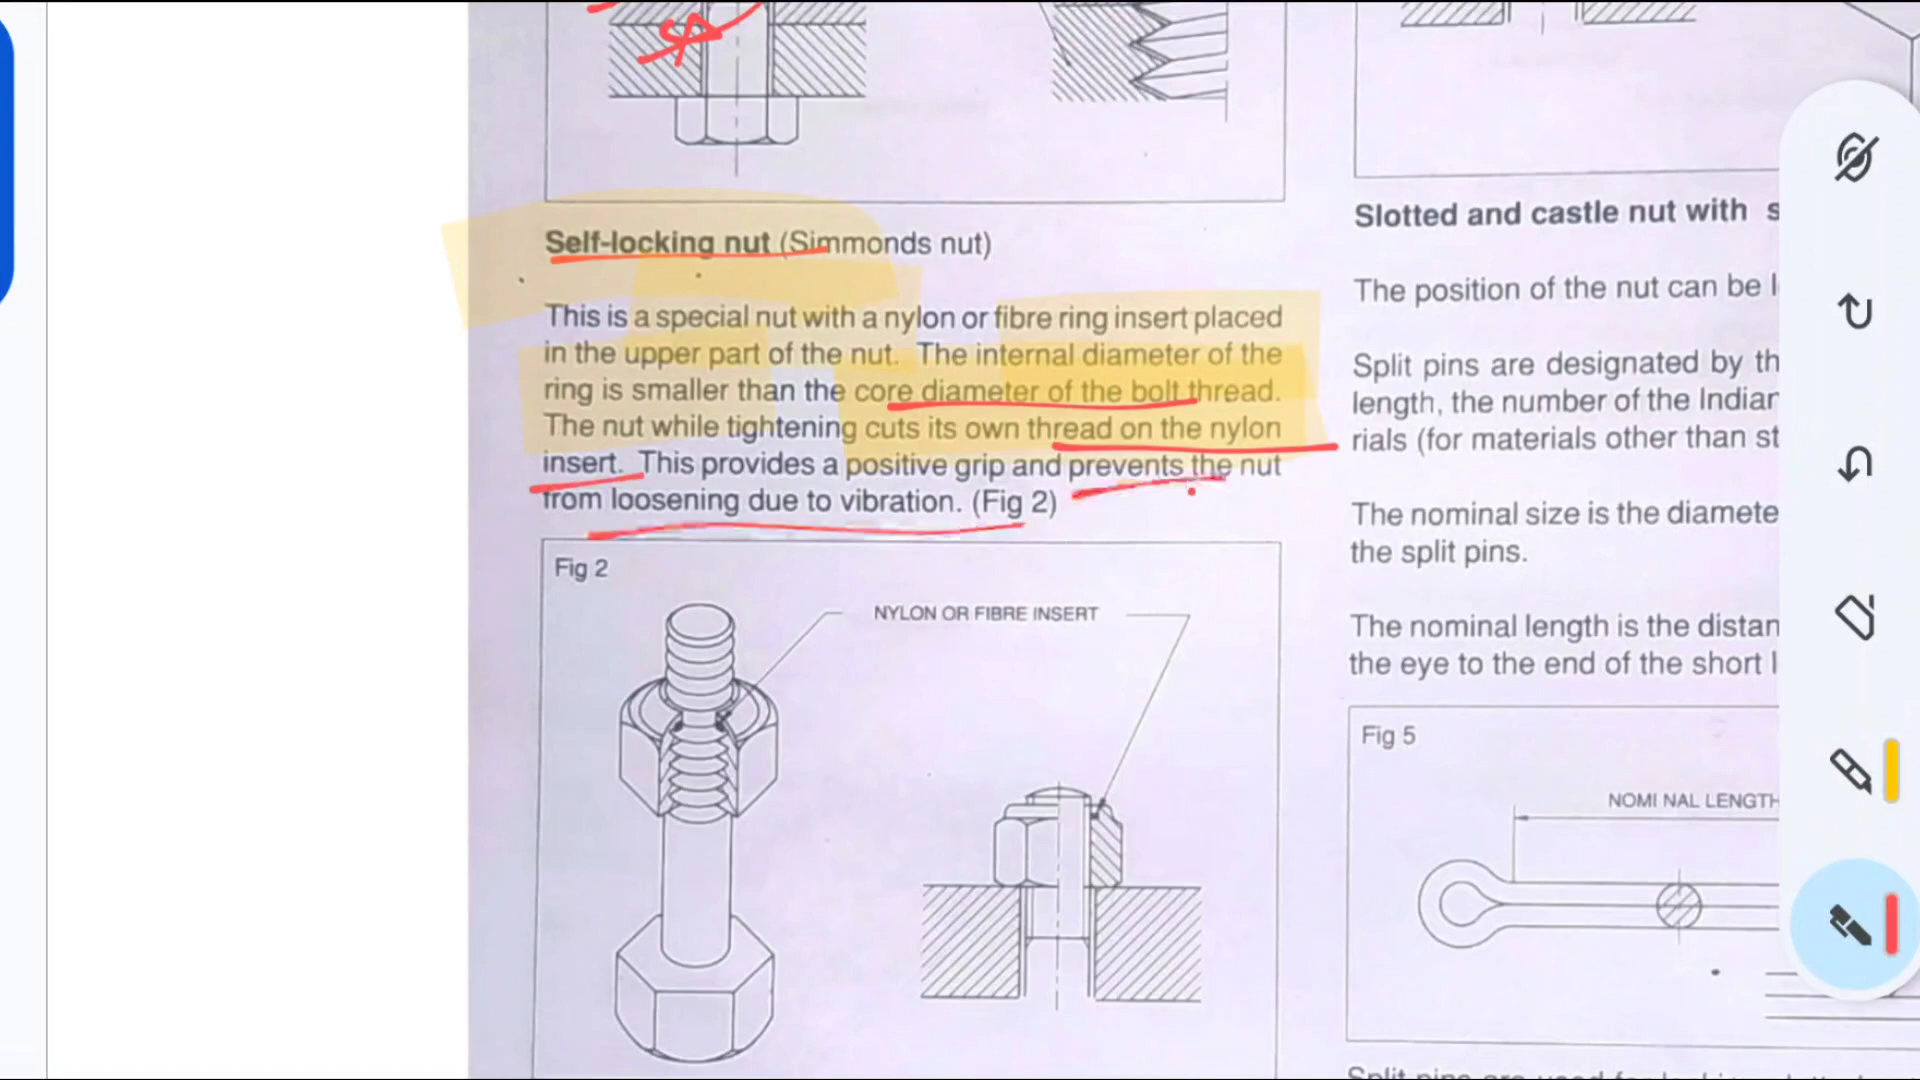 Self-locking nut (Simmonds nut)
This is a special nut with a nylon or fibre ring insert placed
in the upper part of the nut. The internal diameter of the
ring is smaller than the core diameter of the bolt thread.
The nut while tightening cuts its own thread on the nylon
insert. This provides a positive grip and prevents the nut
from loosening due to vibration. (Fig 2)
Fig 2
NYLON OR FIBRE INSERT
Slotted and castle nut with
The position of the nut can be
Split pins are designated by
length, the number of the
rials (for materials other than
The nominal size is the
the split pins.
The nominal length is the
the eye to the end of the short
Fig 5
NOMI NAL LENGTH